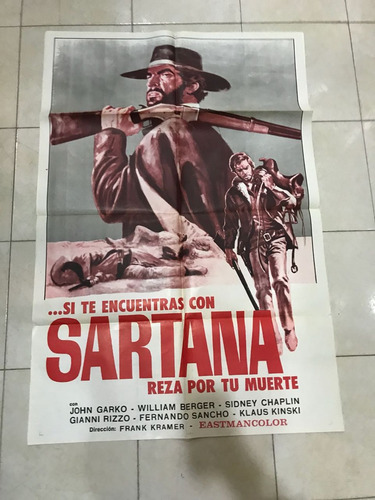 ...SI TE ENCUENTRAS CON
SARTANA
REZA POR TU MUERTE
con
JOHN GARKO - WILLIAM BERGER - SIDNEY CHAPLIN
GIANNI RIZZO - FERNANDO SANCHO - KLAUS KINSKI
Dirección: FRANK KRAMER - EASTMANCOLOR